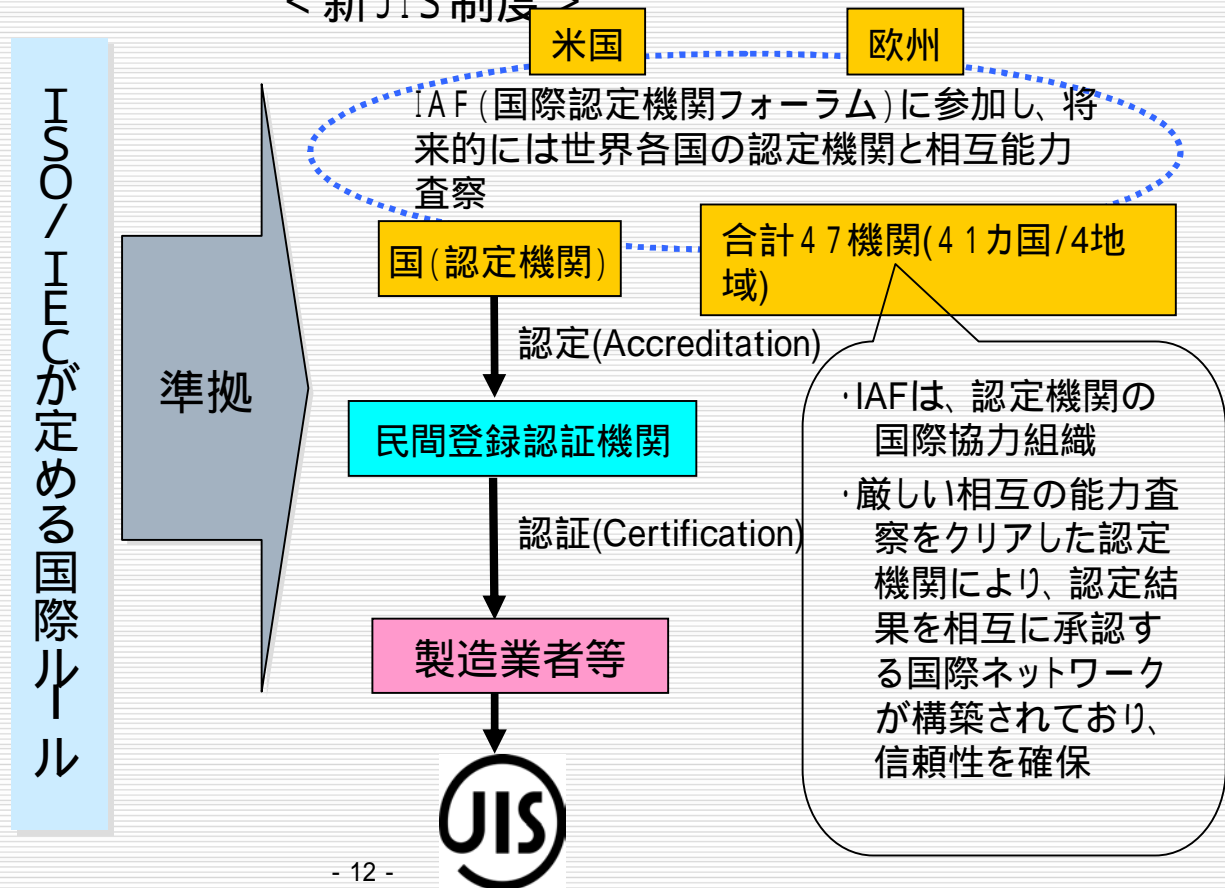 <新JIS制度>
米国
欧州
IAF(国際認定機関フォーラム)に参加し、将
来的には世界各国の認定機関と相互能力
査察
国(認定機関)
合計47機関(41カ国/4地
域)
ISO/IECが定める国際ルール
準拠
認定(Accreditation)
民間登録認証機関
認証(Certification)
製造業者等
JIS
・IAFは、認定機関の
国際協力組織
・厳しい相互の能力査
察をクリアした認定
機関により、認定結
果を相互に承認す
る国際ネットワーク
が構築されており、
信頼性を確保
- 12 -